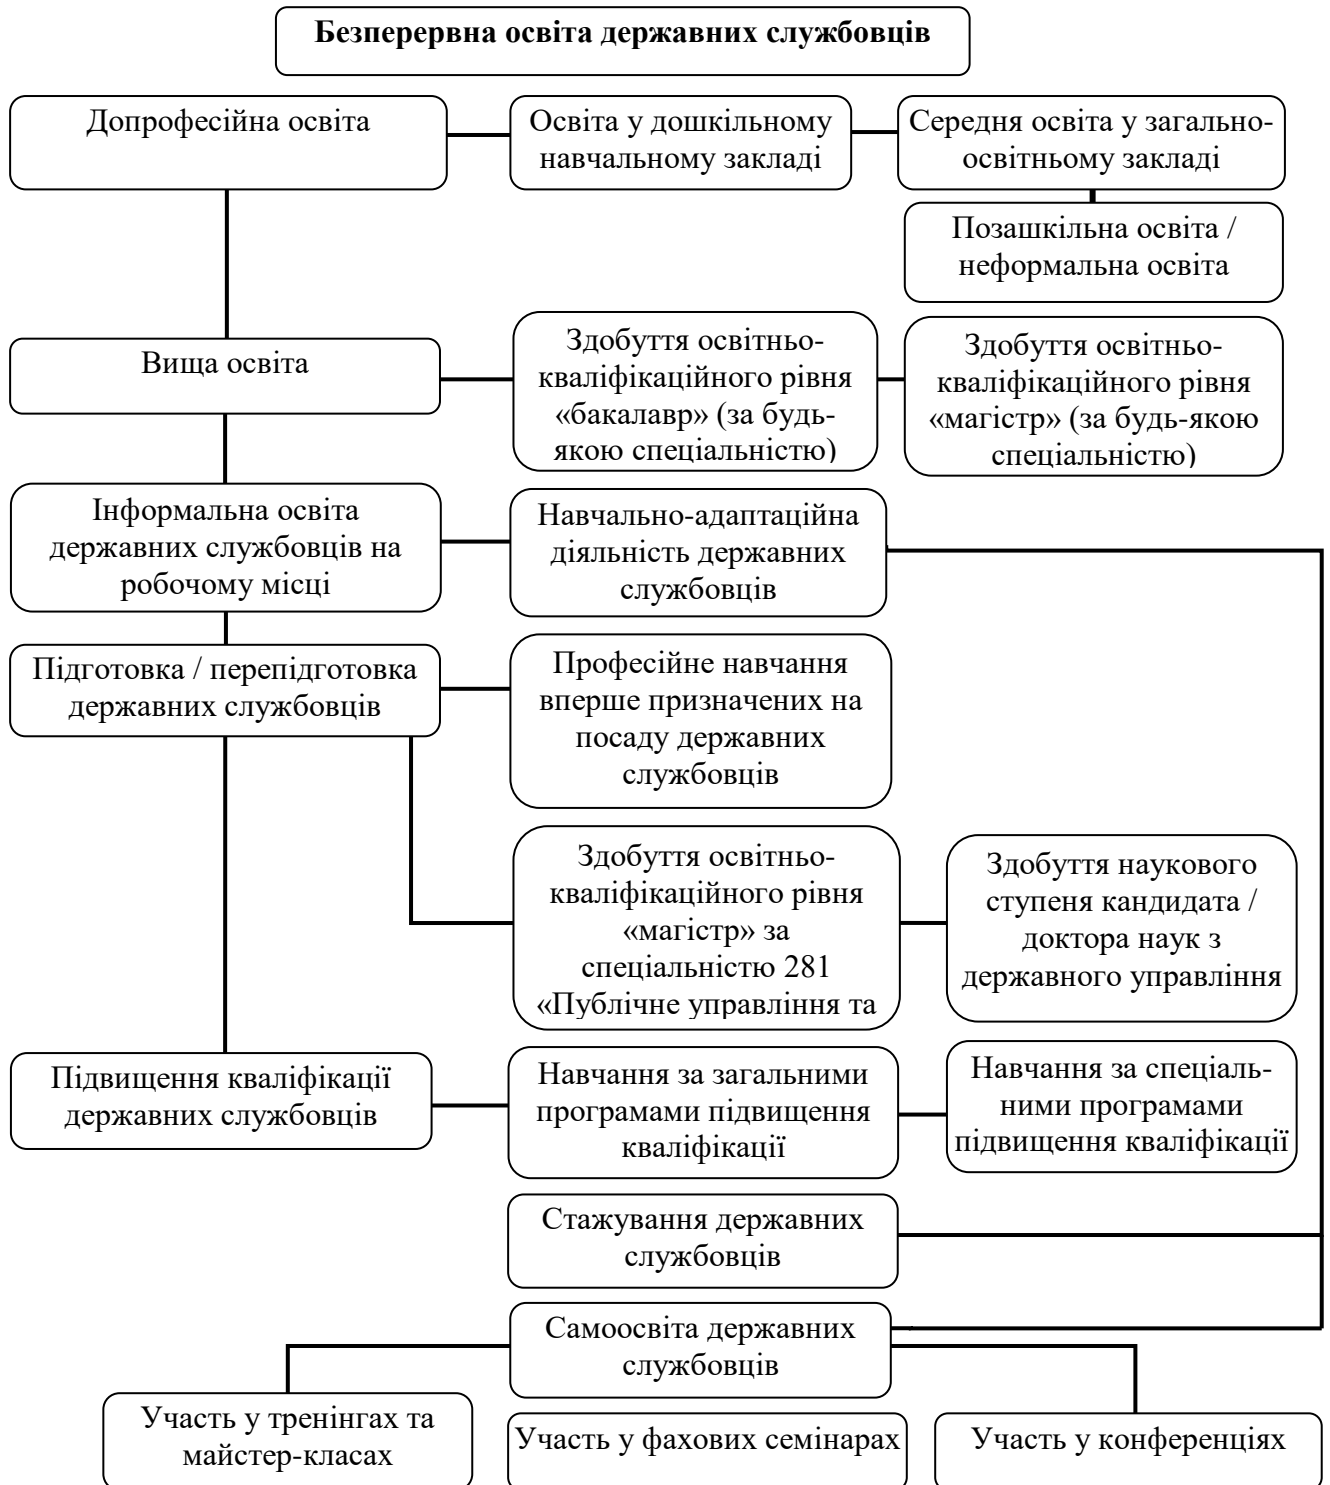 Безперервна освіта державних службовців
Допрофесійна освіта
Освіта у дошкільному
навчальному закладі
Середня освіта у загально-
освітньому закладі
Позашкільна освіта /
неформальна освіта
Вища освіта
Здобуття освітньо-
кваліфікаційного рівня
«бакалавр» (за будь-
якою спеціальністю)
Здобуття освітньо-
кваліфікаційного рівня
«магістр» (за будь-якою
спеціальністю)
Інформальна освіта
державних службовців на
робочому місці
Навчально-адаптаційна
діяльність державних
службовців
Підготовка / перепідготовка
державних службовців
Професійне навчання
вперше призначених на
посаду державних
службовців
Здобуття освітньо-
кваліфікаційного рівня
«магістр» за
спеціальністю 281
«Публічне управління та
Здобуття наукового
ступеня кандидата /
доктора наук з
державного управління
Підвищення кваліфікації
державних службовців
Навчання за загальними
програмами підвищення
кваліфікації
Навчання за спеціаль-
ними програмами
підвищення кваліфікації
Стажування державних
службовців
Самоосвіта державних
службовців
Участь у тренінгах та
майстер-класах
Участь у фахових семінарах
Участь у конференціях